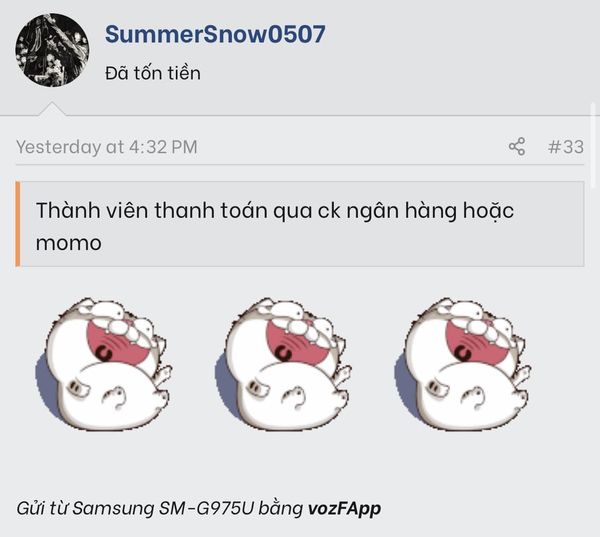 SummerSnow0507
Đã tốn tiền
Yesterday at 4:32 PM #33
Thành viên thanh toán qua ck ngân hàng hoặc
momo
Gửi từ Samsung SM-G975U bằng vozFApp